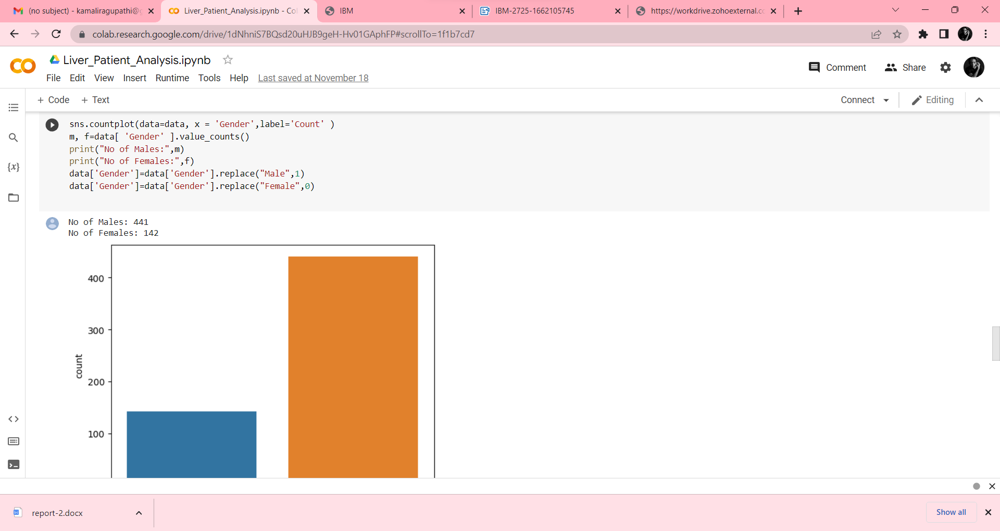 (no subject) - kamaliragupathi@g
Liver_Patient_Analysis.ipynb - Col
IBM
IBM-2725-1662105745
https://workdrive.zohoexternal.co
colab.research.google.com/drive/1dNhniS7BQsd20uHJB9geH-Hv01GAphFP#scrollTo=1f1b7cd7
Liver_Patient_Analysis.ipynb
Comment
Share
File Edit View Insert Runtime Tools Help Last saved at November 18
+ Code + Text
Connect
Editing
sns.countplot(data=data, x = 'Gender',label='Count' )
m, f=data[ 'Gender' ].value_counts()
print("No of Males:",m)
print("No of Females:",f)
data['Gender']=data['Gender'].replace("Male",1)
data['Gender']=data['Gender'].replace("Female",0)
{x}
No of Males: 441
No of Females: 142
400
300
count
200
100
report-2.docx
Show all